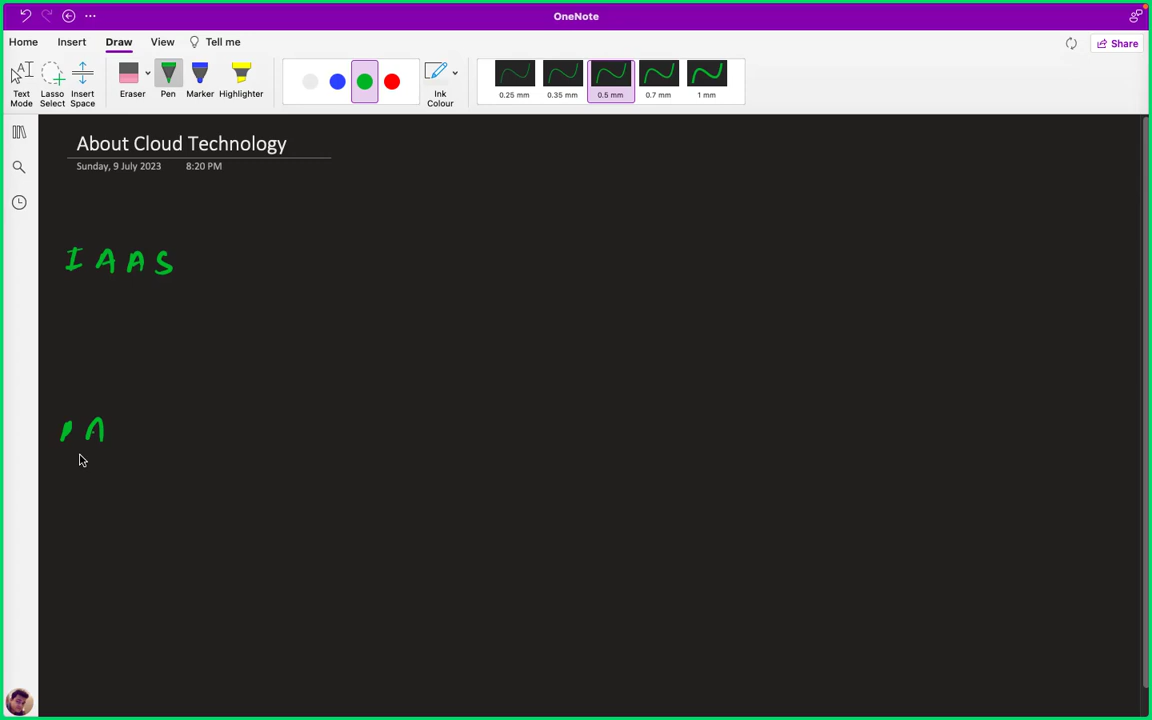 OneNote
Home Insert Draw View Tell me
Share
Text Mode
Lasso Select
Insert Space
Eraser
Pen
Marker
Highlighter
Ink Colour
0.25 mm 0.35 mm 0.5 mm 0.7 mm 1 mm
About Cloud Technology
Sunday, 9 July 2023 8:20 PM
I A A S
P A